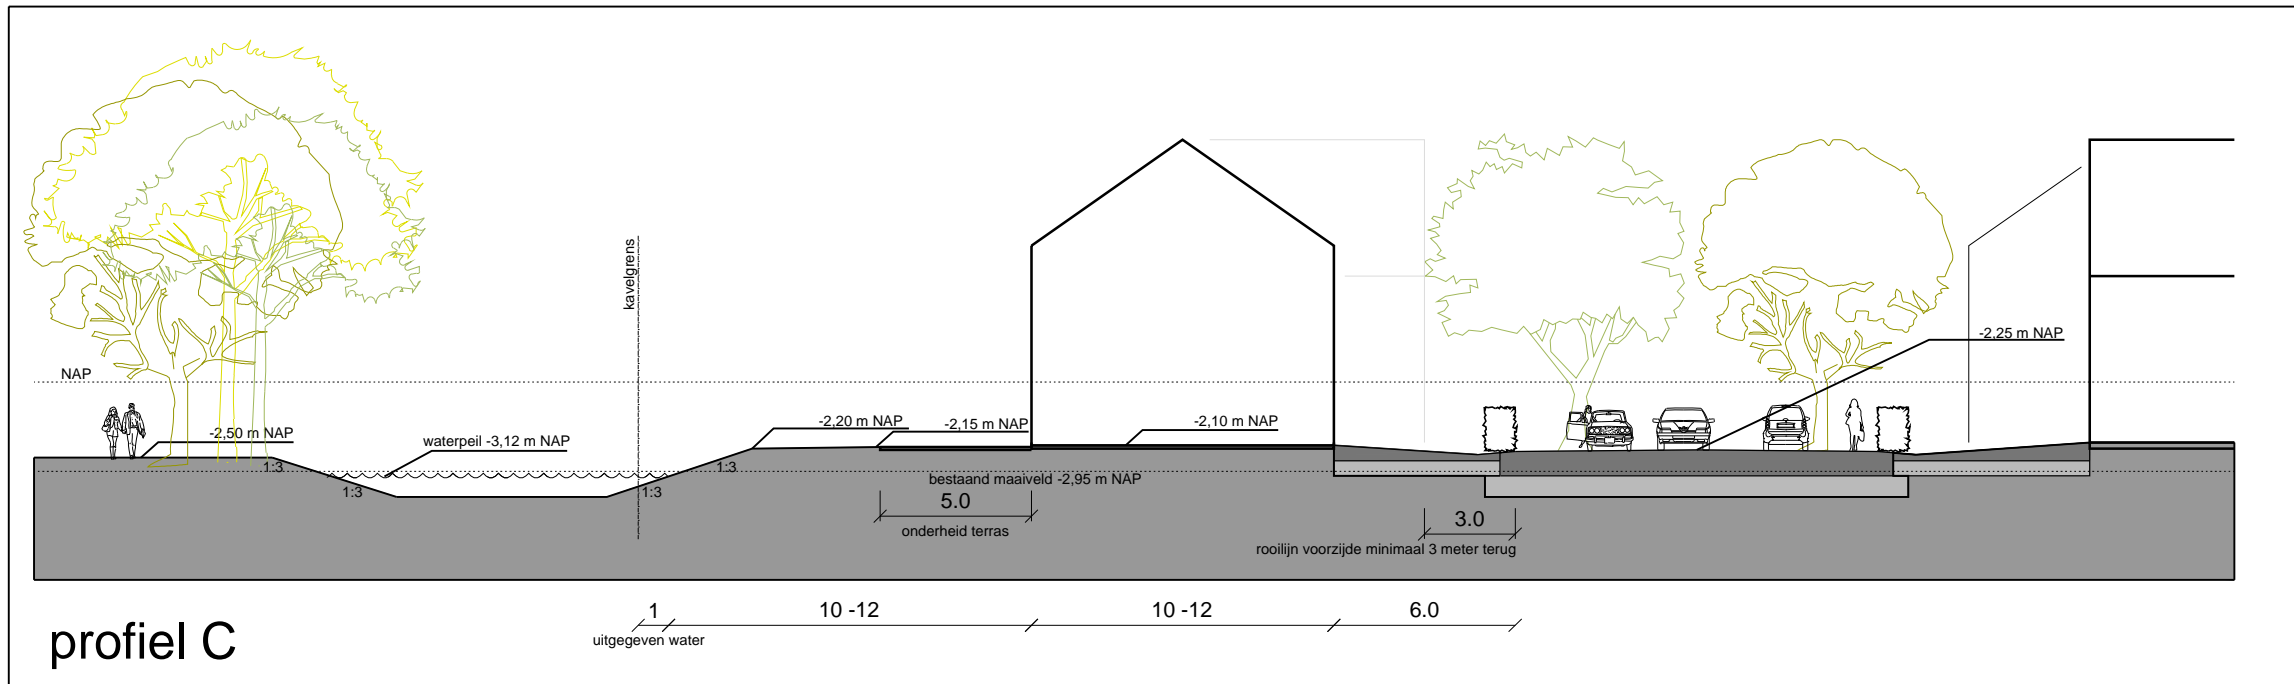 kavelgrens
-2,25 m NAP
NAP
-2,50 m NAP
waterpeil -3,12 m NAP
-2,20 m NAP
-2,15 m NAP
-2,10 m NAP
1:3
1:3
1:3
1:3
bestaand maaiveld -2,95 m NAP
5.0
onderheid terras
3.0
rooilijn voorzijde minimaal 3 meter terug
1
10 -12
10 -12
6.0
uitgegeven water
profiel C